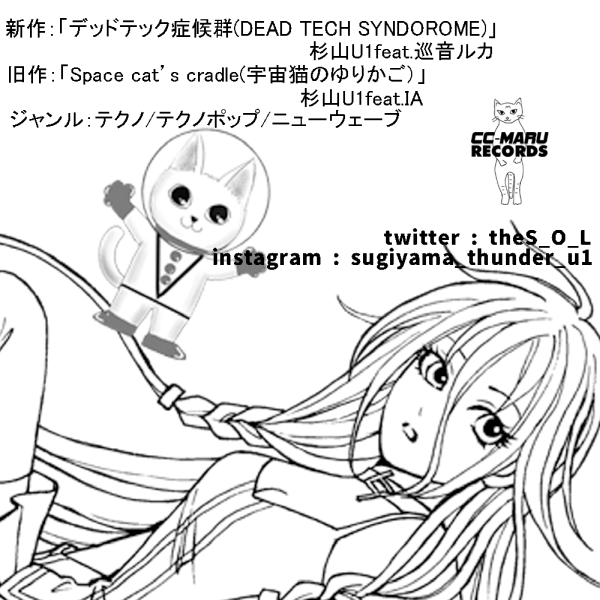 新作：「デッドテック症候群(DEAD TECH SYNDOROME)」
杉山U1feat.巡音ルカ
旧作：「Space cat's cradle(宇宙猫のゆりかご)」
杉山U1feat.IA
ジャンル：テクノ/テクノポップ/ニューウェーブ
CC-MARU
RECORDS
twitter : theS_O_L
instagram : sugiyama_thunder_u1